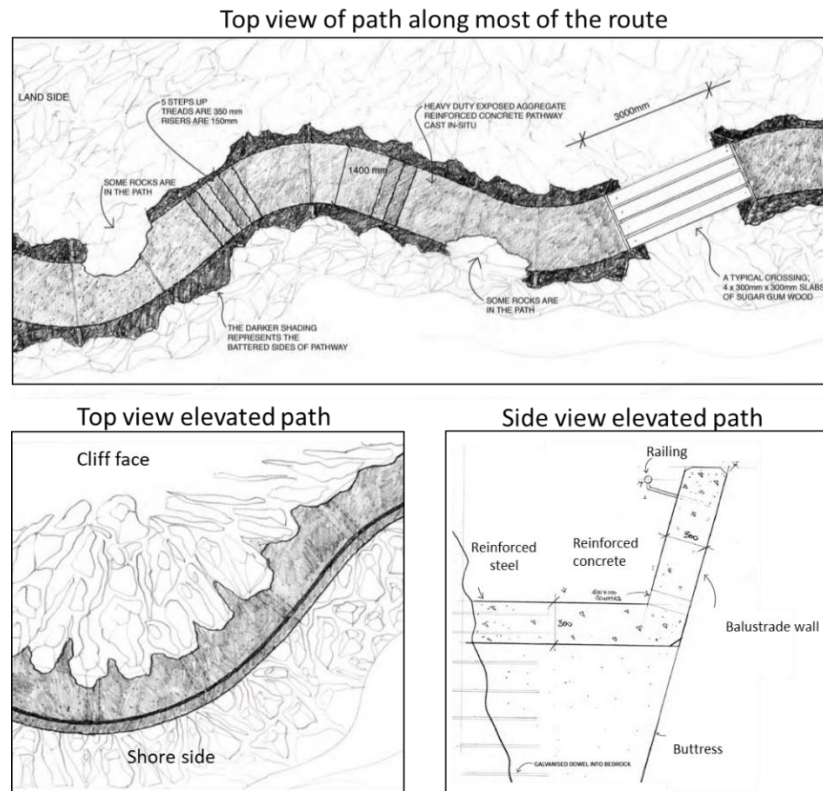 Top view of path along most of the route
LAND SIDE
5 STEPS UP
TREADS ARE 350 mm
RISERS ARE 150mm
HEAVY DUTY EXPOSED AGGREGATE
REINFORCED CONCRETE PATHWAY
CAST IN-SITU
3000mm
SOME ROCKS ARE
IN THE PATH
1400 mm
THE DARKER SHADING
REPRESENTS THE
BATTERED SIDES OF PATHWAY
SOME ROCKS ARE
IN THE PATH
A TYPICAL CROSSING;
4 x 300mm x 300mm SLABS
OF SUGAR GUM WOOD
Top view elevated path
Cliff face
Shore side
Side view elevated path
Railing
Reinforced
steel
Reinforced
concrete
300
300
Balustrade wall
Buttress
GALVANISED DOWEL INTO BEDROCK